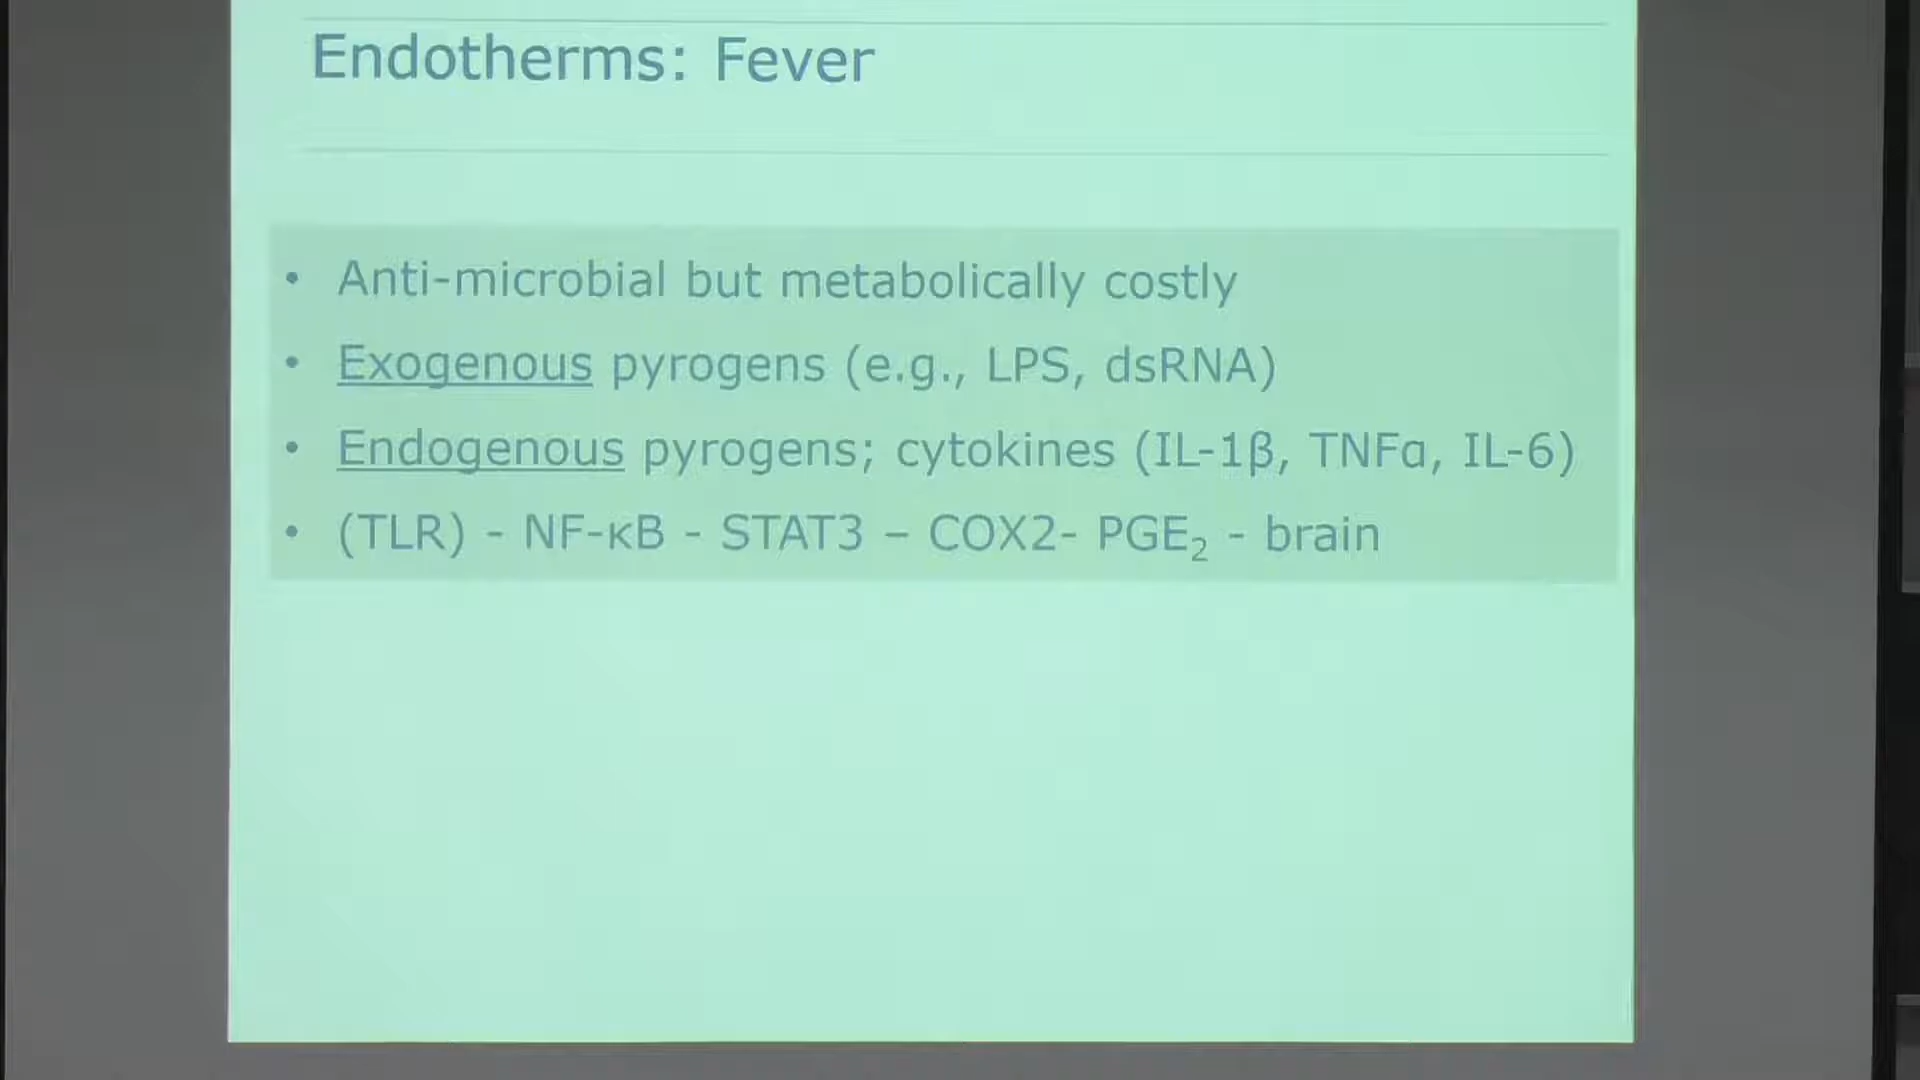 Endotherms: Fever
• Anti-microbial but metabolically costly
• Exogenous pyrogens (e.g., LPS, dsRNA)
• Endogenous pyrogens; cytokines (IL-1β, TNFα, IL-6)
• (TLR) - NF-κB - STAT3 – COX2- PGE₂ - brain